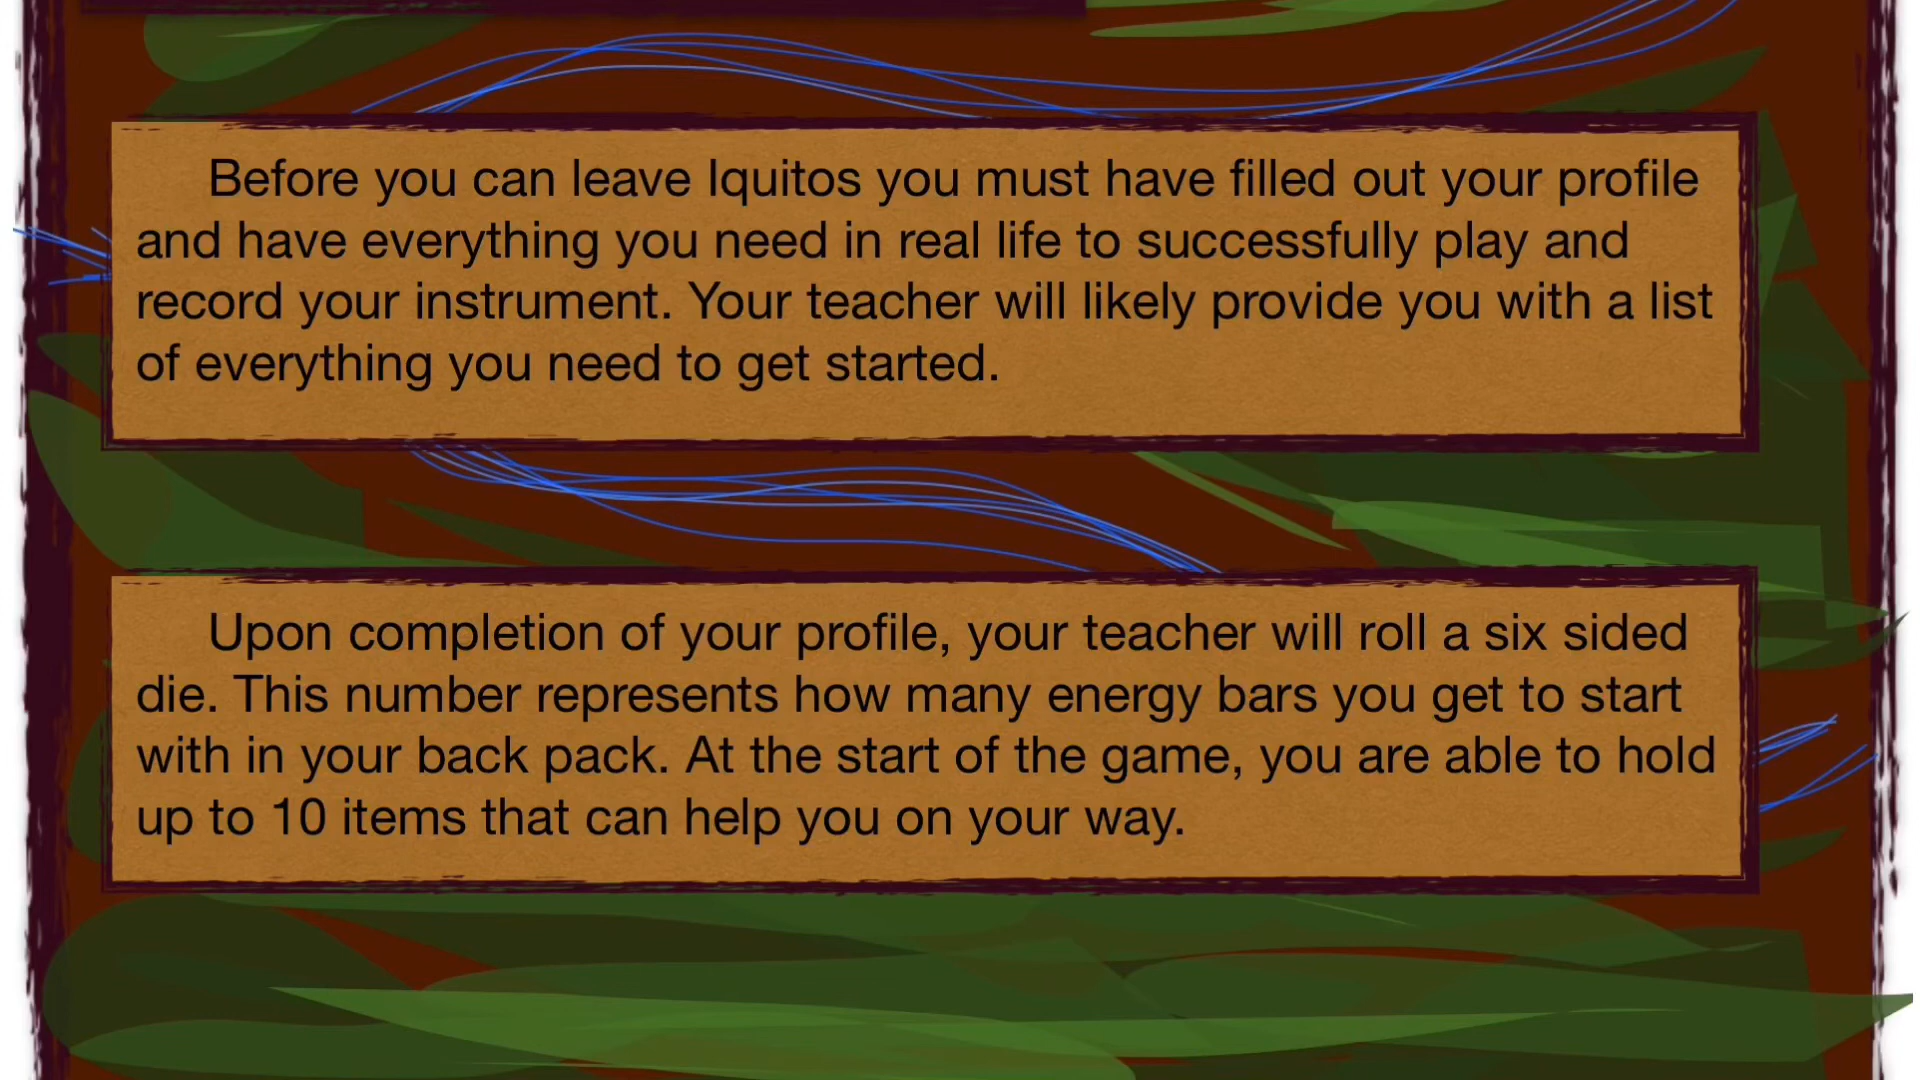 Before you can leave Iquitos you must have filled out your profile
and have everything you need in real life to successfully play and
record your instrument. Your teacher will likely provide you with a list
of everything you need to get started.
Upon completion of your profile, your teacher will roll a six sided
die. This number represents how many energy bars you get to start
with in your back pack. At the start of the game, you are able to hold
up to 10 items that can help you on your way.